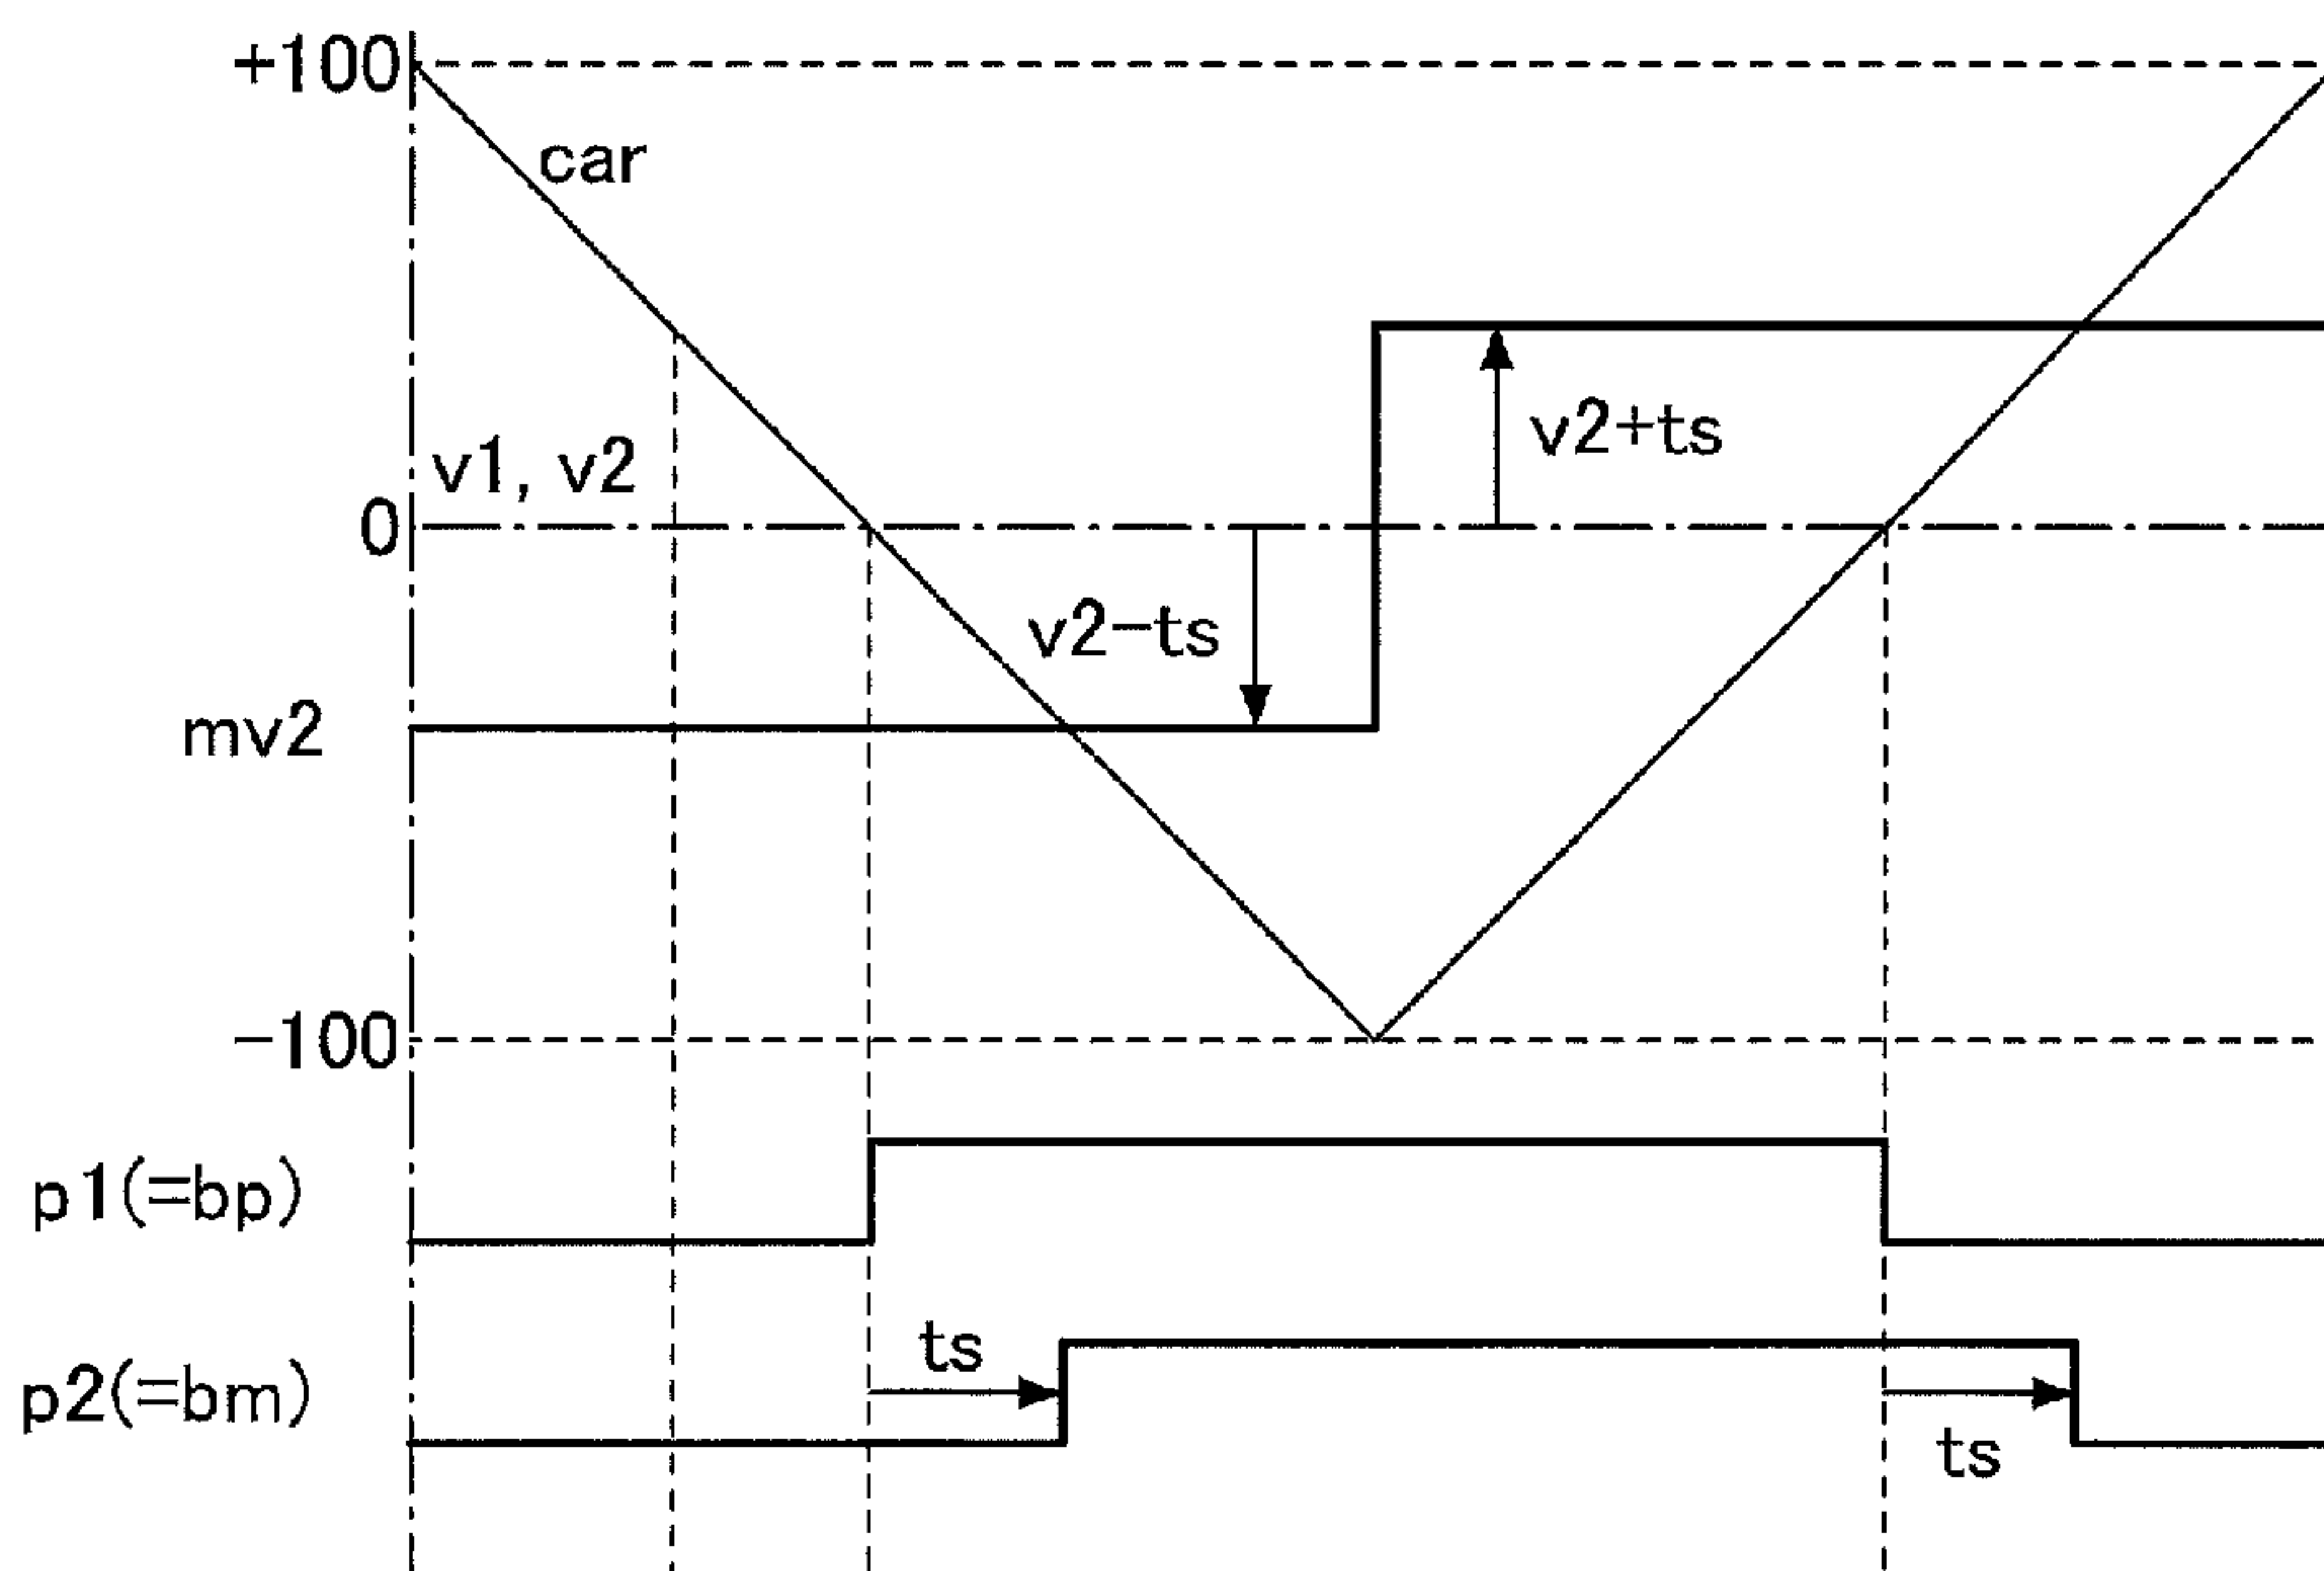 +100
car
v1, v2
v2+ts
0
v2-ts
mv2
-100
p1(=bp)
ts
p2(=bm)
ts